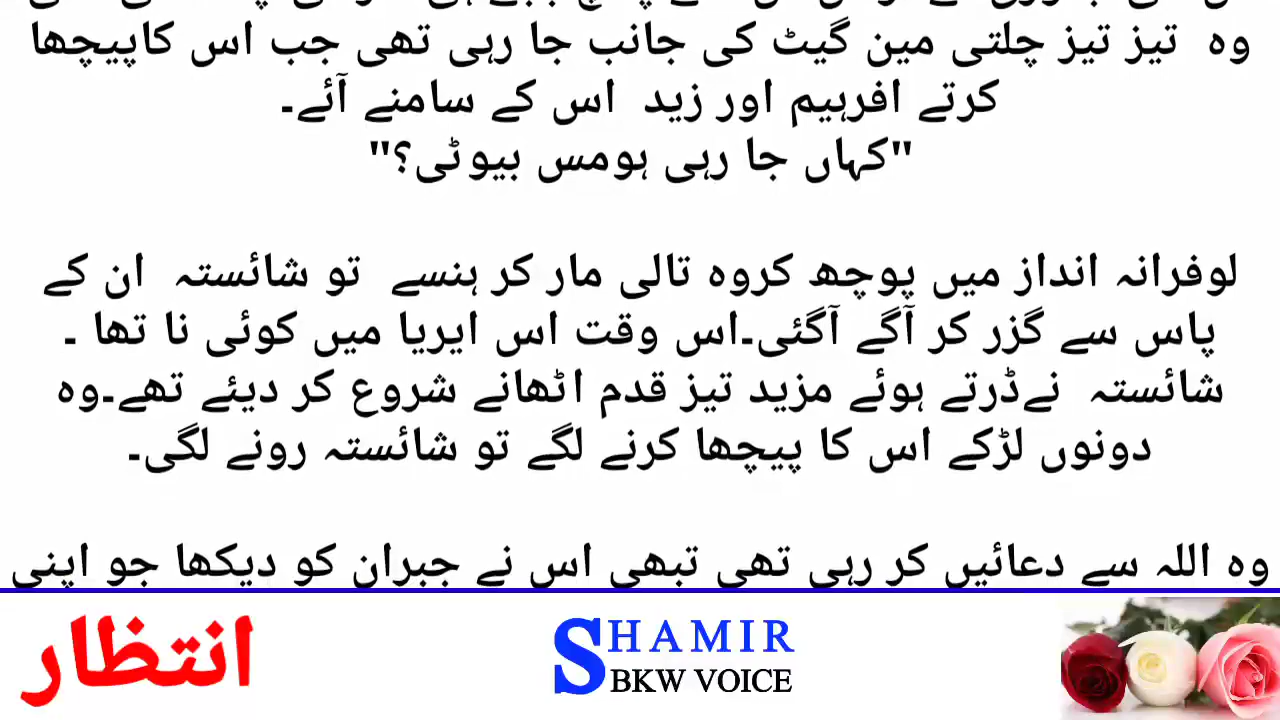 وہ تیز تیز چلتی مین گیٹ کی جانب جا رہی تھی جب اس کاپیچھا
کرتے افرہیم اور زید اس کے سامنے آئے۔
"کہاں جا رہی ہومس بیوٹی؟"
لوفرانہ انداز میں پوچھ کروہ تالی مار کر ہنسے تو شائستہ ان کے
پاس سے گزر کر آگے آگئی۔اس وقت اس ایریا میں کوئی نا تھا ۔
شائستہ نےڈرتے ہوئے مزید تیز قدم اٹھانے شروع کر دیئے تھے۔وہ
دونوں لڑکے اس کا پیچھا کرنے لگے تو شائستہ رونے لگی۔
وہ اللہ سے دعائیں کر رہی تھی تبھی اس نے جبران کو دیکھا جو اپنی
انتظار
SHAMIR
BKW VOICE